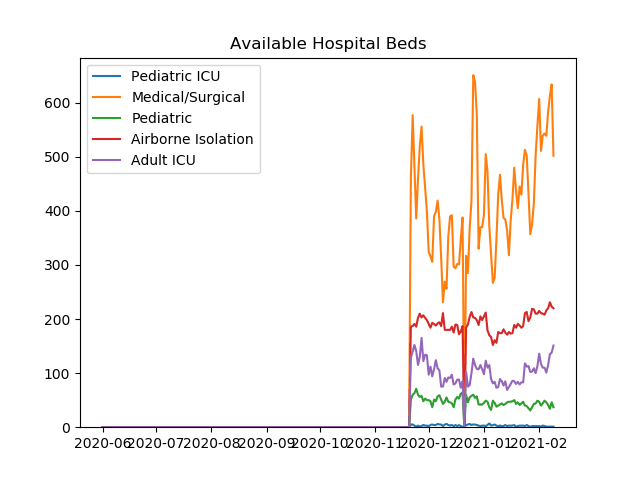 Available Hospital Beds
Pediatric ICU
Medical/Surgical
Pediatric
Airborne Isolation
Adult ICU
600
500
400
300
200
100
0
2020-06 2020-07 2020-08 2020-09 2020-10 2020-11 2020-12 2021-01 2021-02